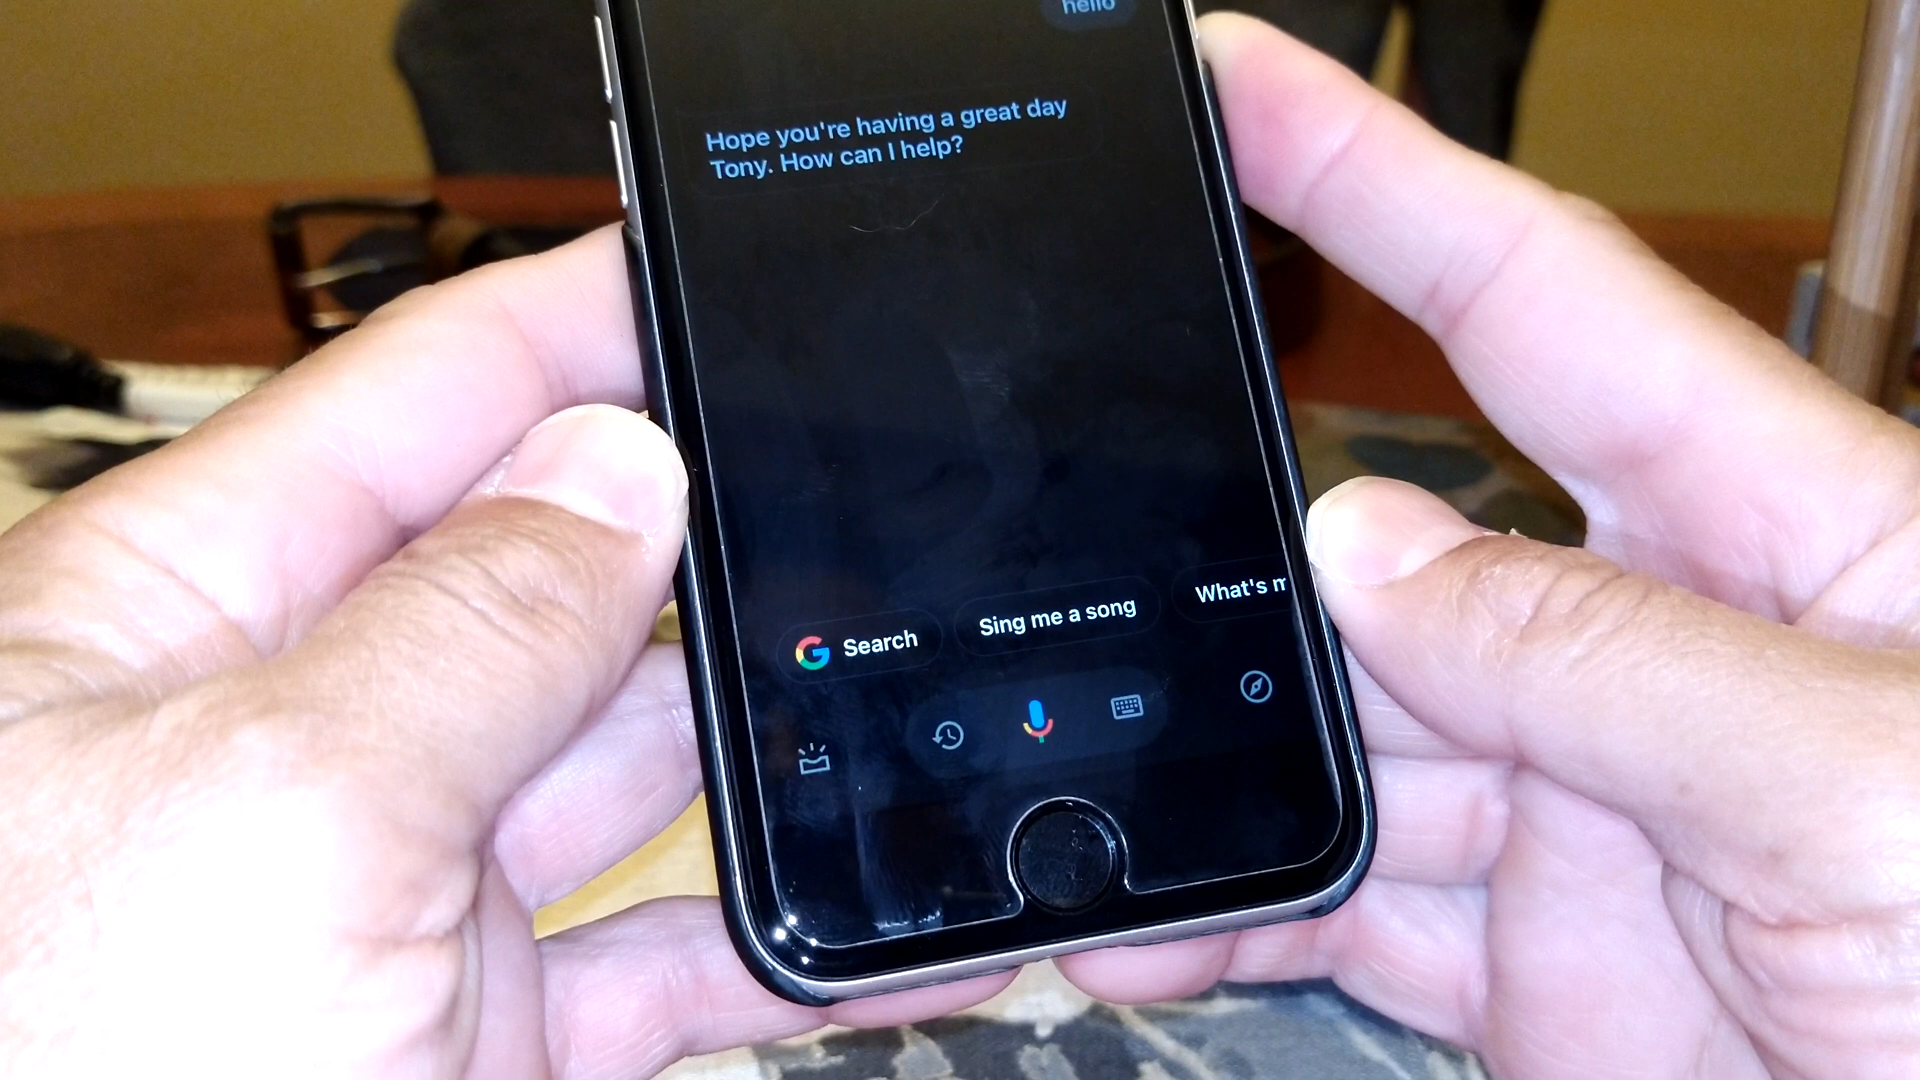 hello
Hope you're having a great day
Tony. How can I help?
Search
Sing me a song
What's m